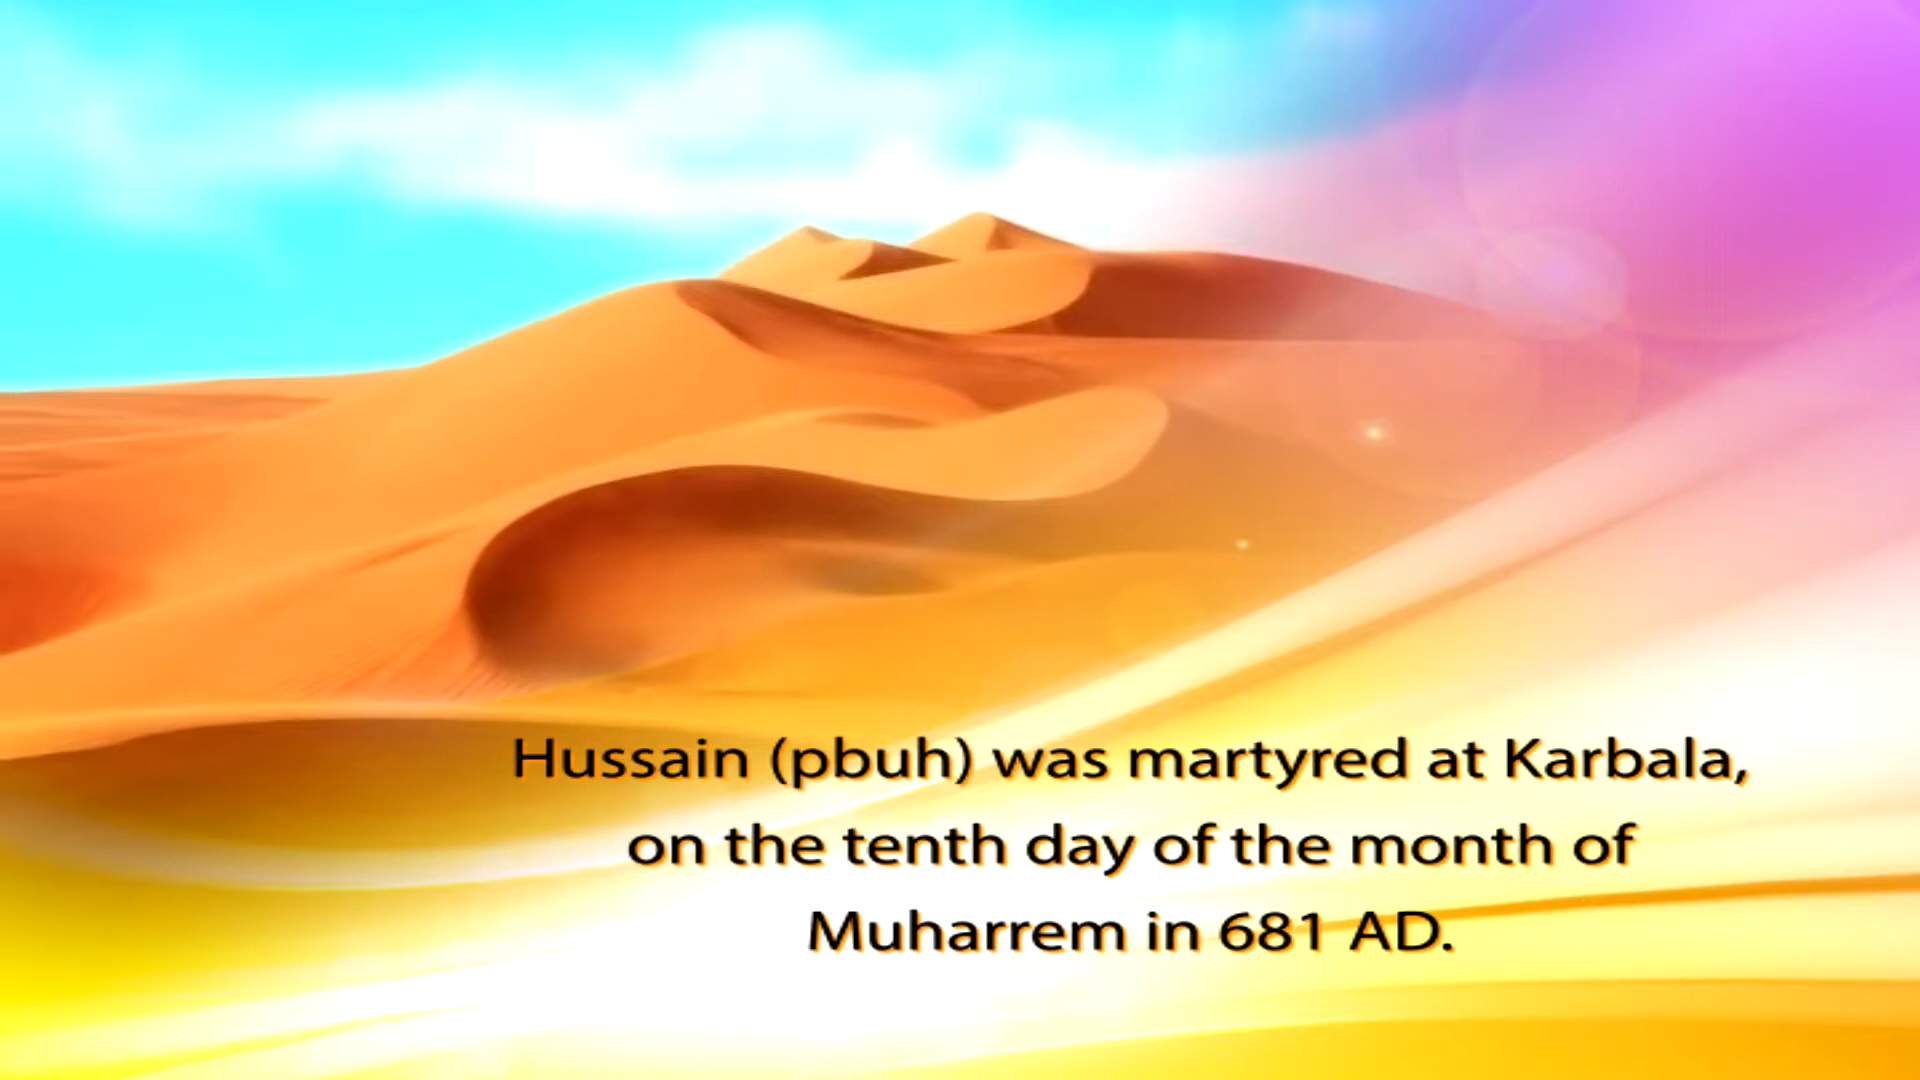 Hussain (pbuh) was martyred at Karbala,
on the tenth day of the month of
Muharrem in 681 AD.